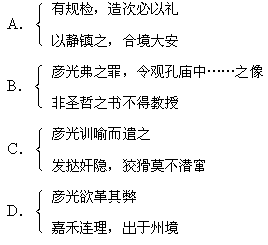 A.
有规检，造次必以礼
以静镇之，合境大安
B.
彦光弗之罪，令观孔庙中……之像
非圣哲之书不得教授
C.
彦光训喻而遣之
发挞奸隐，狡猾莫不潜窜
D.
彦光欲革其弊
嘉禾连理，出于州境